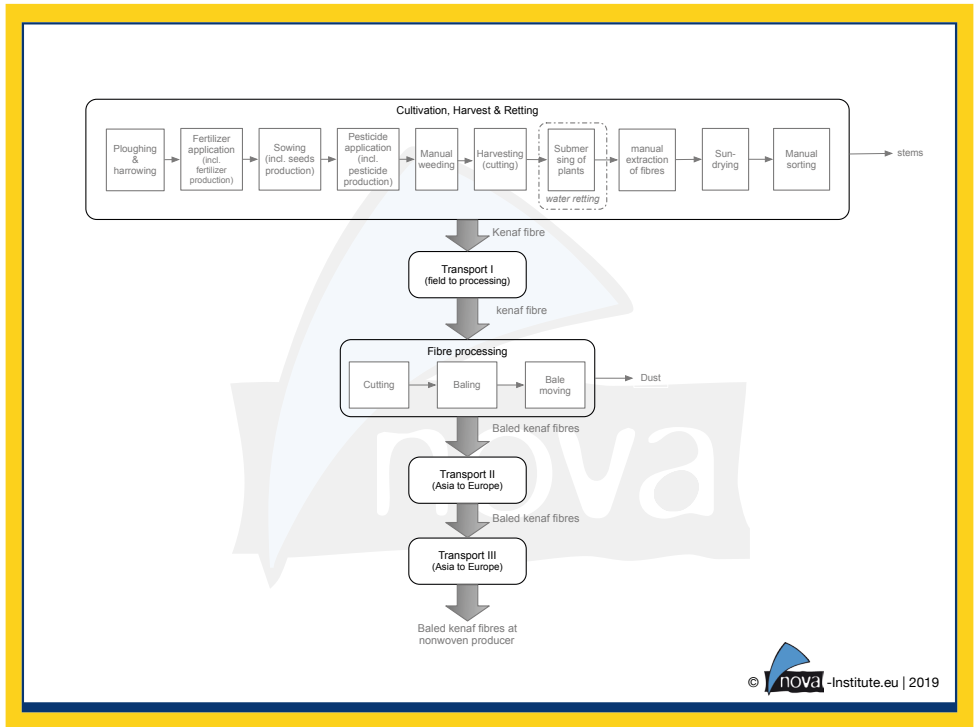 Cultivation, Harvest & Retting
Ploughing
&
harrowing
Fertilizer
application
(incl.
fertilizer
production)
Sowing
(incl. seeds
production)
Pesticide
application
(incl.
pesticide
production)
Manual
weeding
Harvesting
(cutting)
Submer
sing of
plants
water retting
manual
extraction
of fibres
Sun-
drying
Manual
sorting
stems
Kenaf fibre
Transport I
(field to processing)
kenaf fibre
Fibre processing
Cutting
Baling
Bale
moving
Dust
Baled kenaf fibres
nova
Transport II
(Asia to Europe)
Baled kenaf fibres
Transport III
(Asia to Europe)
Baled kenaf fibres at
nonwoven producer
© nova -Institute.eu | 2019